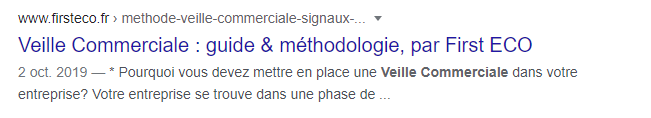 www.firsteco.fr › methode-veille-commerciale-signaux-...
Veille Commerciale : guide & méthodologie, par First ECO
2 oct. 2019 — * Pourquoi vous devez mettre en place une Veille Commerciale dans votre
entreprise? Votre entreprise se trouve dans une phase de ...